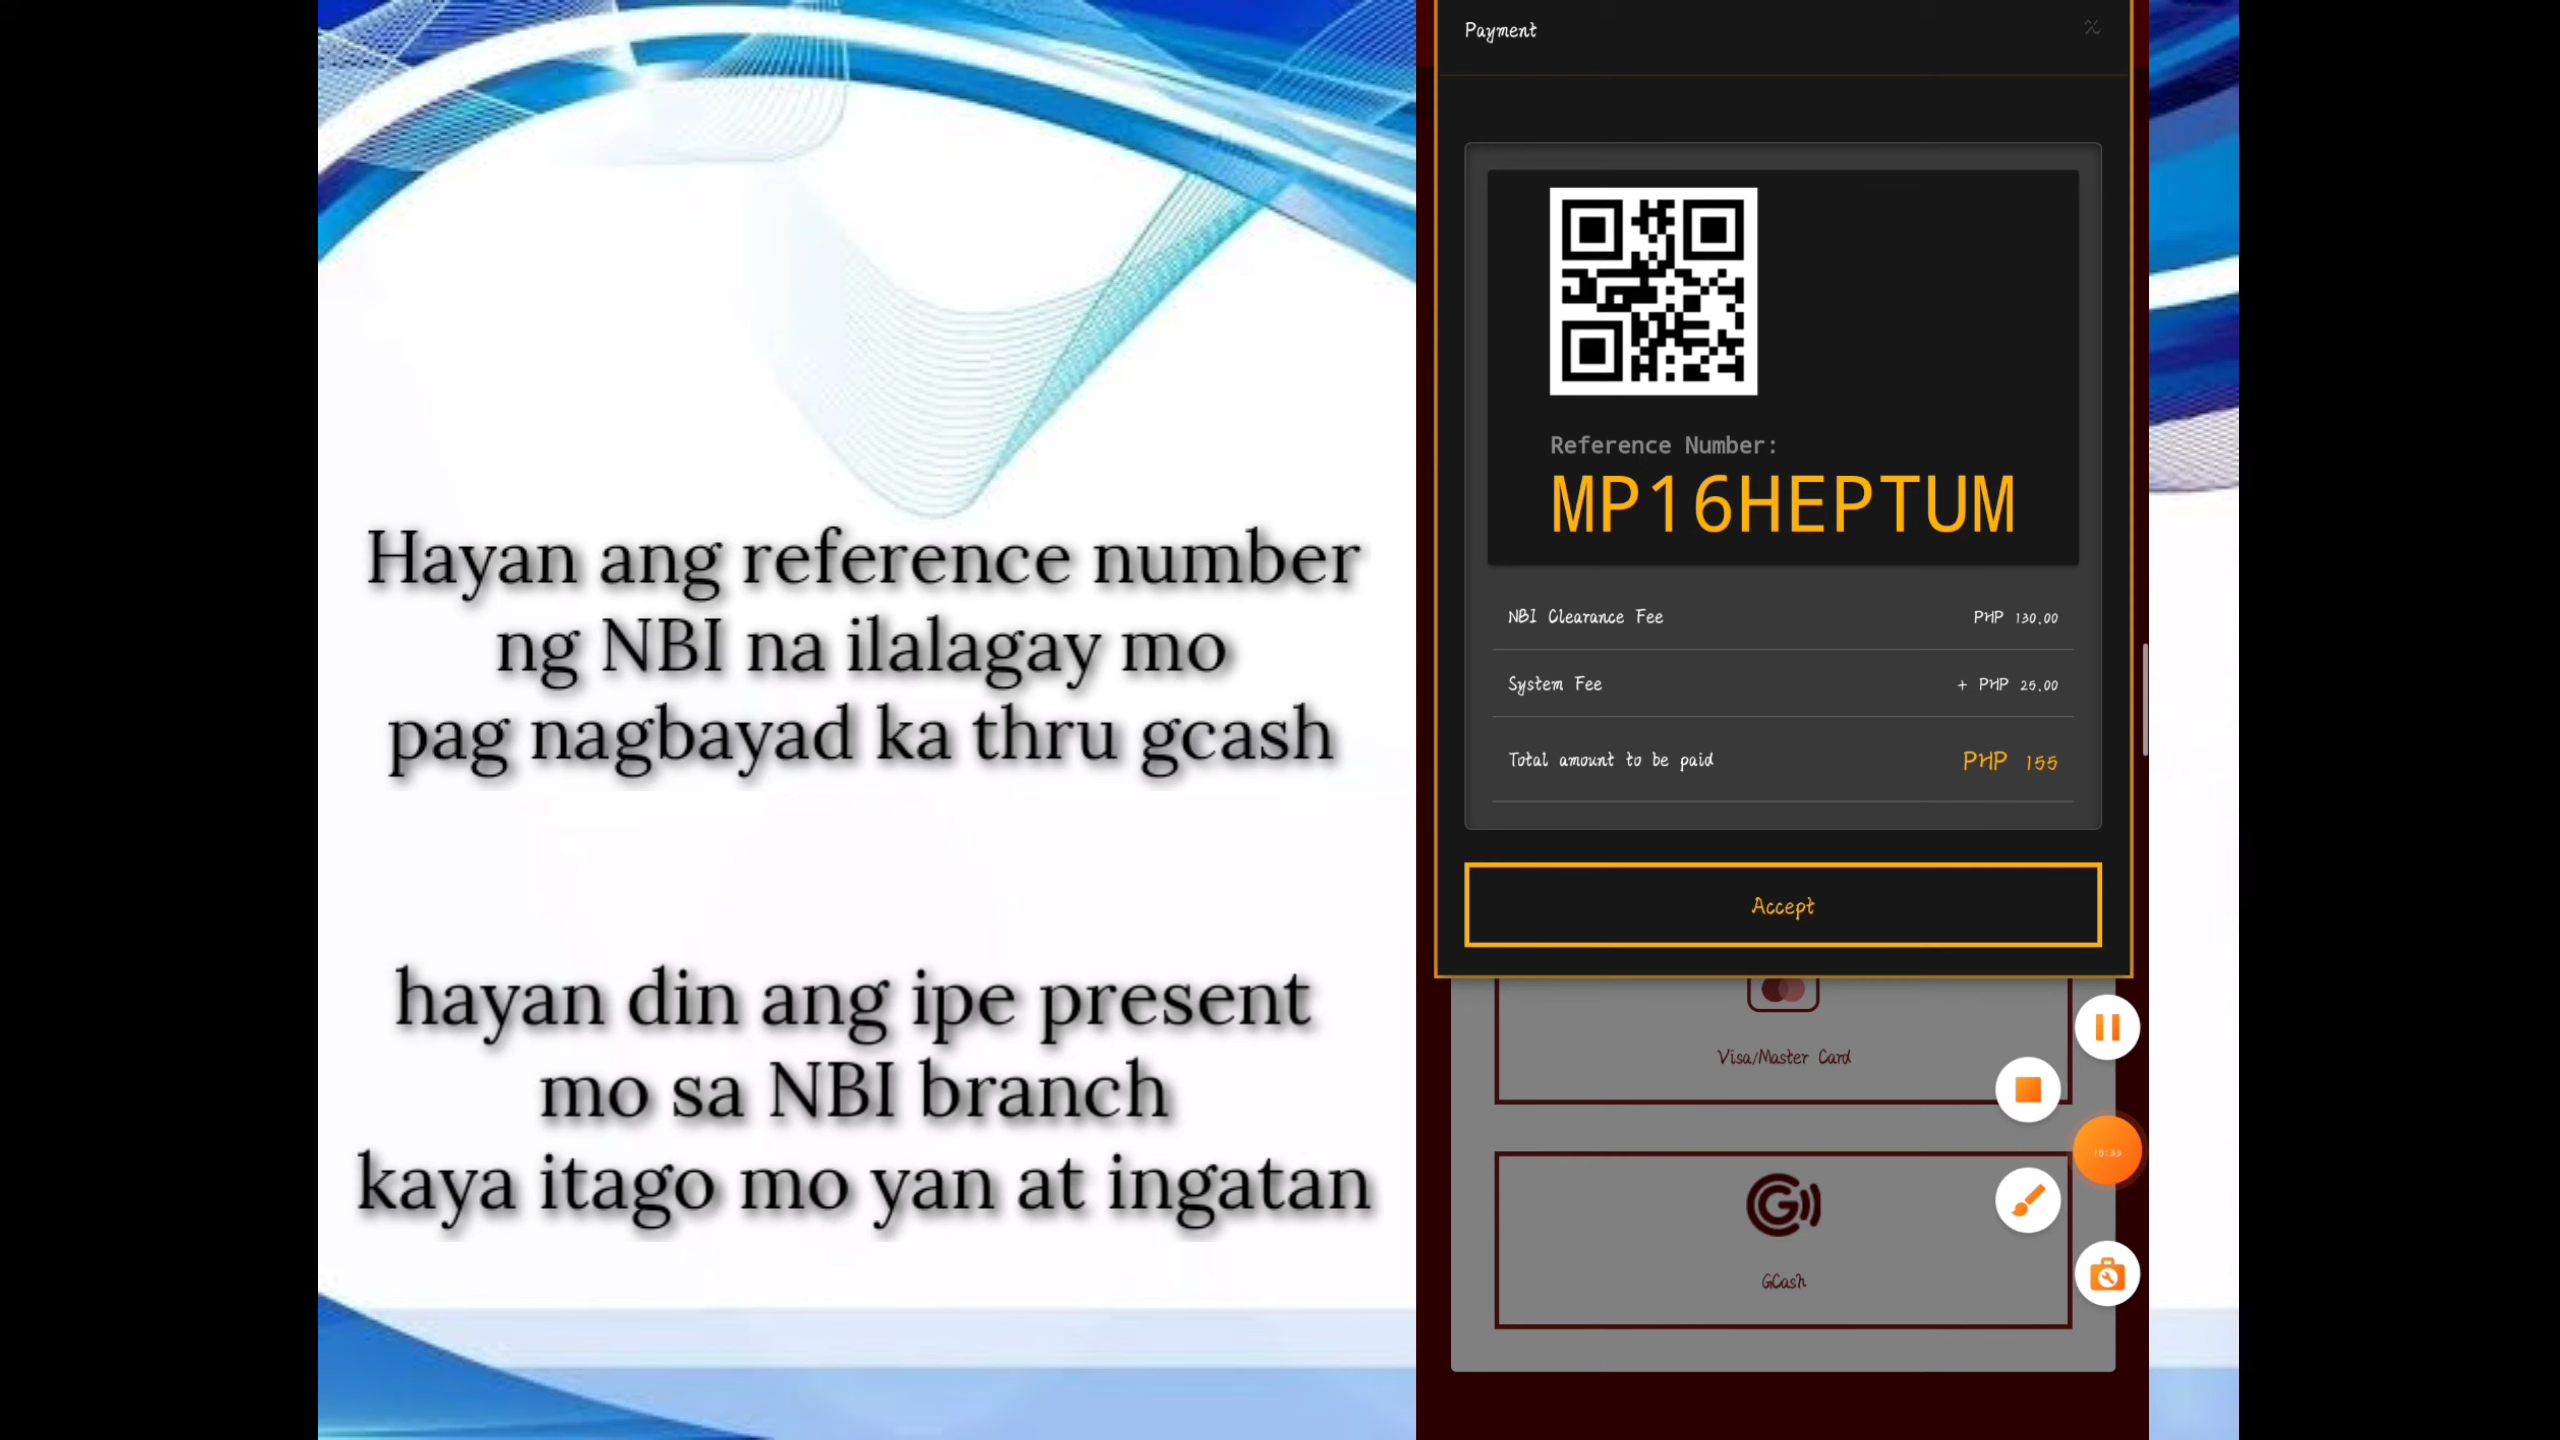 Hayan ang reference number
ng NBI na ilalagay mo
pag nagbayad ka thru gcash
hayan din ang ipe present
mo sa NBI branch
kaya itago mo yan at ingatan
Payment
Reference Number:
MP16HEPTUM
NBI Clearance Fee PHP 130.00
System Fee + PHP 25.00
Total amount to be paid PHP 155
Accept
Visa/Master Card
GCash